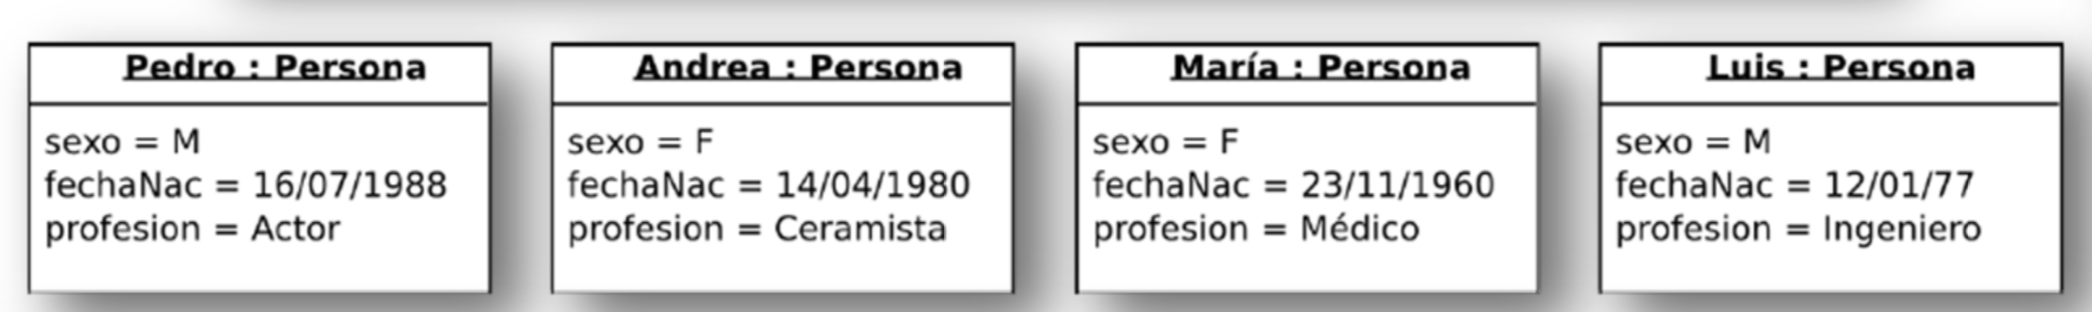 Pedro : Persona
sexo = M
fechaNac = 16/07/1988
profesion = Actor
Andrea : Persona
sexo = F
fechaNac = 14/04/1980
profesion = Ceramista
María : Persona
sexo = F
fechaNac = 23/11/1960
profesion = Médico
Luis : Persona
sexo = M
fechaNac = 12/01/77
profesion = Ingeniero